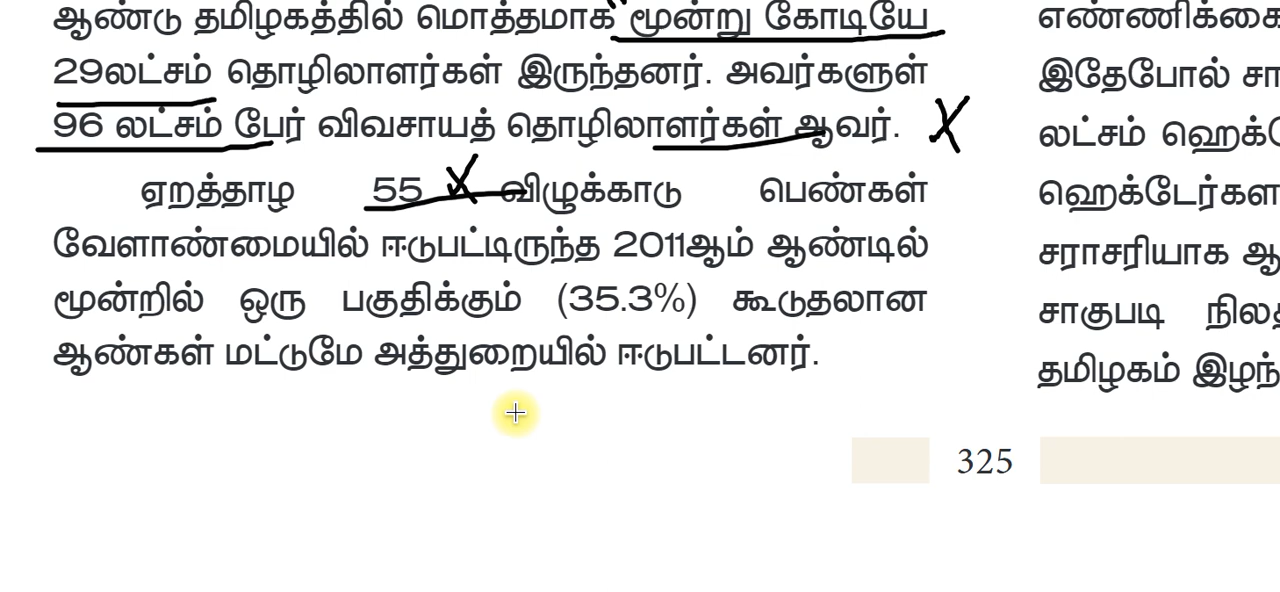 ஆண்டு தமிழகத்தில் மொத்தமாக மூன்று கோடியே
29லட்சம் தொழிலாளர்கள் இருந்தனர். அவர்களுள்
96 லட்சம் பேர் விவசாயத் தொழிலாளர்கள் ஆவர். X
ஏறத்தாழ 55 X விழுக்காடு பெண்கள்
வேளாண்மையில் ஈடுபட்டிருந்த 2011ஆம் ஆண்டில்
மூன்றில் ஒரு பகுதிக்கும் (35.3%) கூடுதலான
ஆண்கள் மட்டுமே அத்துறையில் ஈடுபட்டனர்.
எண்ணிக்கை
இதேபோல் சா
லட்சம் ஹெக்டே
ஹெக்டேர்கள
சராசரியாக ஆ
சாகுபடி நில
தமிழகம் இழந்
325